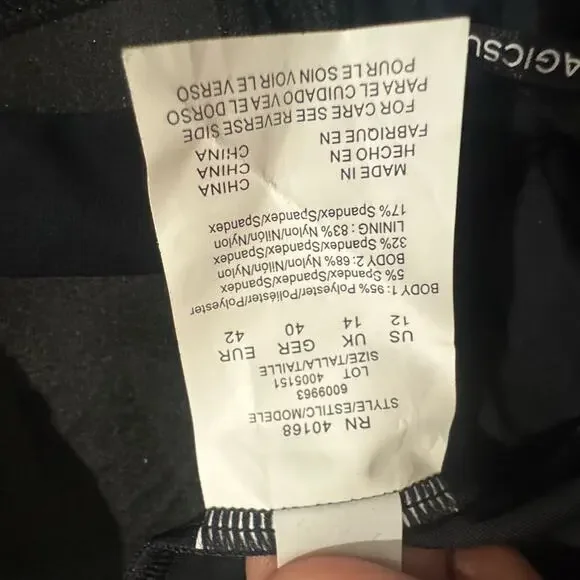 AGICSU
RN 40168
STYLE/ESTILC/MODELE
6009963
LOT 4005151
SIZE/TALLA/TAILLE
US UK GER EUR
12 14 40 42
BODY 1: 95% Polyester/Poliéster/Polyester
5% Spandex/Spandex/Spandex
BODY 2: 68% Nylon/Nilón/Nylon
32% Spandex/Spandex/Spandex
LINING: 83% Nylon/Nilón/Nylon
17% Spandex/Spandex/Spandex
MADE IN CHINA
HECHO EN CHINA
FABRIQUE EN CHINA
FOR CARE SEE REVERSE SIDE
PARA EL CUIDADO VEA EL DORSO
POUR LE SOIN VOIR LE VERSO